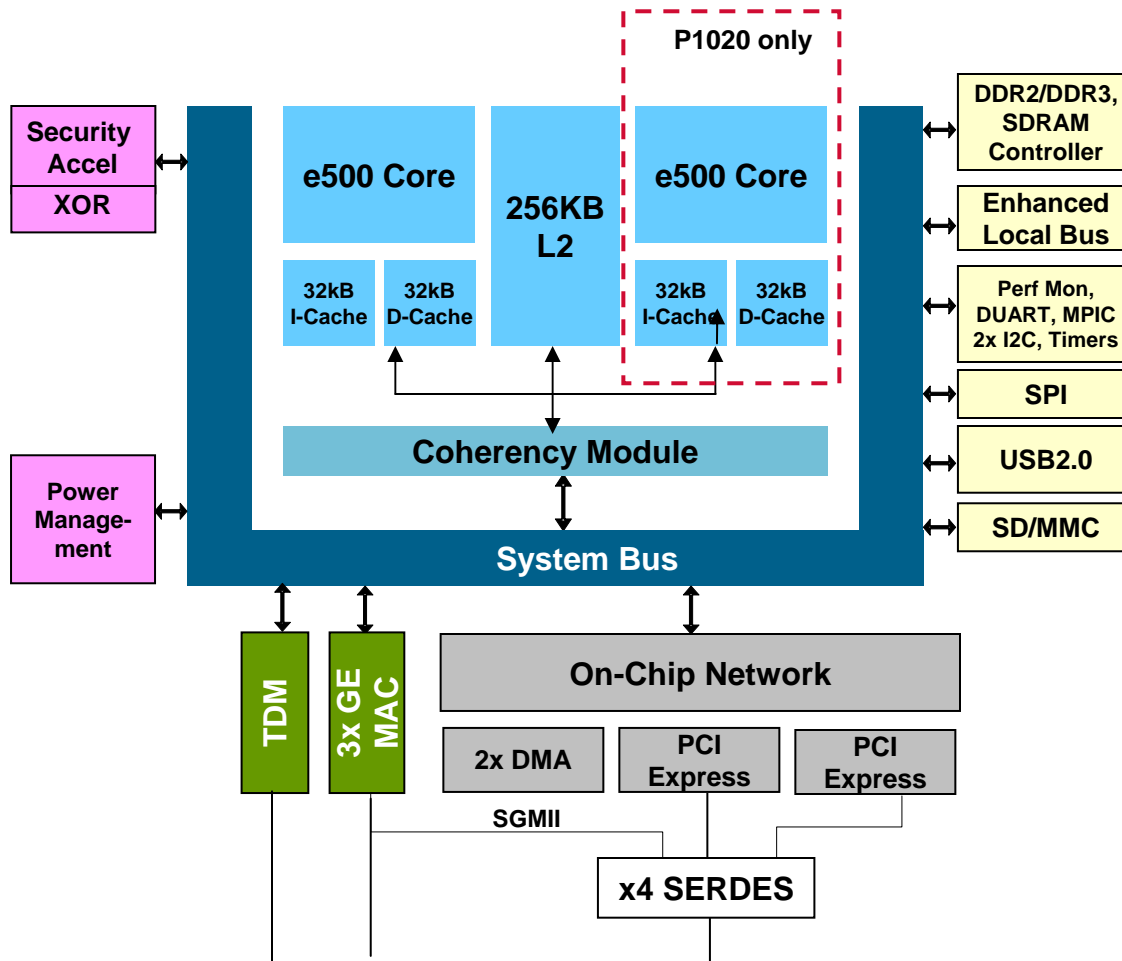 P1020 only
Security
Accel
XOR
e500 Core
256KB
L2
e500 Core
32kB
I-Cache
32kB
D-Cache
32kB
I-Cache
32kB
D-Cache
DDR2/DDR3,
SDRAM
Controller
Enhanced
Local Bus
Perf Mon,
DUART, MPIC
2x I2C, Timers
SPI
USB2.0
SD/MMC
Coherency Module
Power
Manage-
ment
System Bus
TDM
3x GE
MAC
On-Chip Network
2x DMA
PCI
Express
PCI
Express
SGMII
x4 SERDES